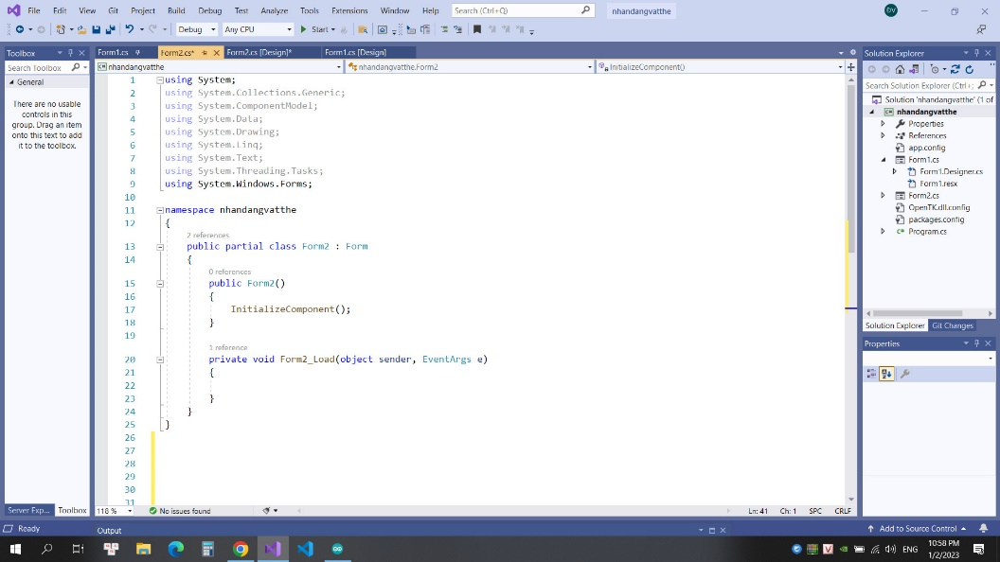 File Edit View Git Project Build Debug Test Analyze Tools Extensions Window Help Search (Ctrl+Q) nhandangvatthe ĐV
Debug Any CPU Start
Toolbox Form1.cs Form2.cs* Form2.cs [Design]* Form1.cs [Design] Solution Explorer
Search Toolbox nhandangvatthe nhandangvatthe.Form2 InitializeComponent()
General
There are no usable
controls in this
group. Drag an item
onto this text to add
it to the toolbox.
1 using System;
2 using System.Collections.Generic;
3 using System.ComponentModel;
4 using System.Data;
5 using System.Drawing;
6 using System.Linq;
7 using System.Text;
8 using System.Threading.Tasks;
9 using System.Windows.Forms;
10
11 namespace nhandangvatthe
12 {
2 references
13 public partial class Form2 : Form
14 {
0 references
15 public Form2()
16 {
17 InitializeComponent();
18 }
19
1 reference
20 private void Form2_Load(object sender, EventArgs e)
21 {
22
23 }
24 }
25 }
26
27
28
29
30
31
Search Solution Explorer (Ctrl+;)
Solution 'nhandangvatthe' (1 of
nhandangvatthe
Properties
References
app.config
Form1.cs
Form1.Designer.cs
Form1.resx
Form2.cs
OpenTK.dll.config
packages.config
Program.cs
Solution Explorer Git Changes
Properties
Server Exp... Toolbox 118 % No issues found Ln: 41 Ch: 1 SPC CRLF
Ready Output Add to Source Control
ENG 10:58 PM
1/2/2023